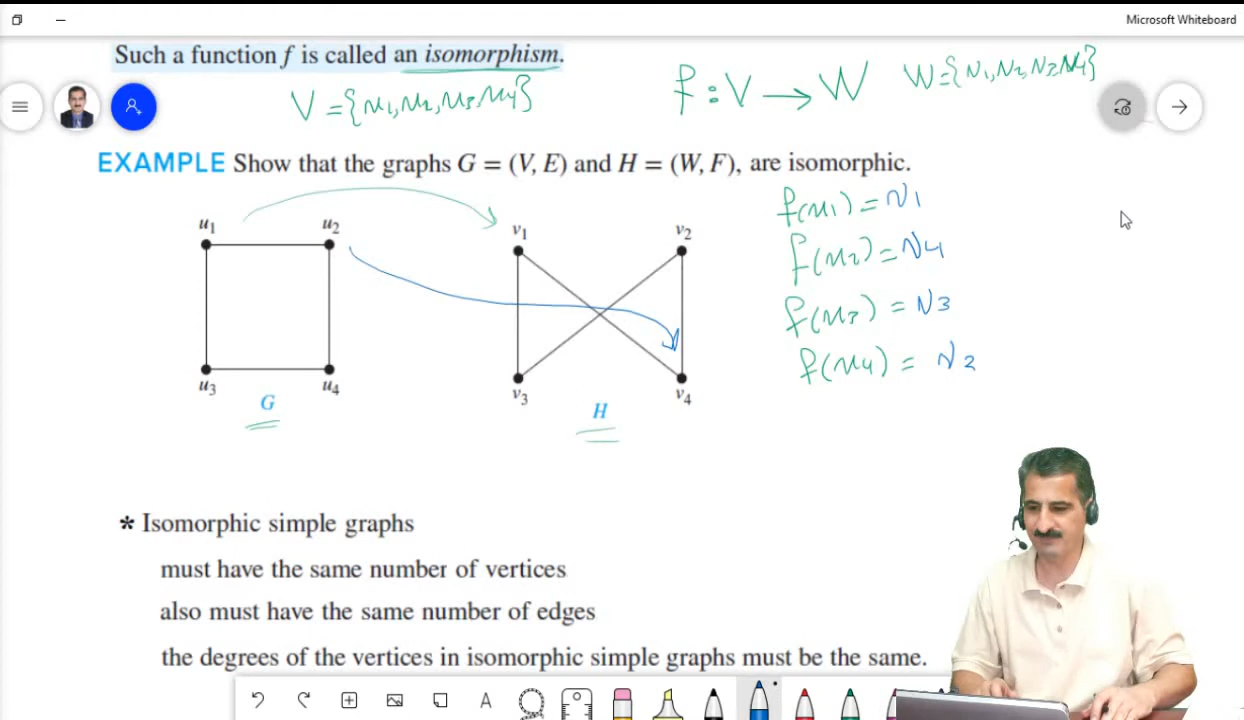 Microsoft Whiteboard
Such a function f is called an isomorphism.
V = {u1, u2, u3, u4}
f : V → W
W = {v1, v2, v3, v4}
EXAMPLE Show that the graphs G = (V, E) and H = (W, F), are isomorphic.
f(u1) = v1
f(u2) = v4
f(u3) = v3
f(u4) = v2
u1 u2
u3 u4
G
v1 v2
v3 v4
H
* Isomorphic simple graphs
must have the same number of vertices
also must have the same number of edges
the degrees of the vertices in isomorphic simple graphs must be the same.
A